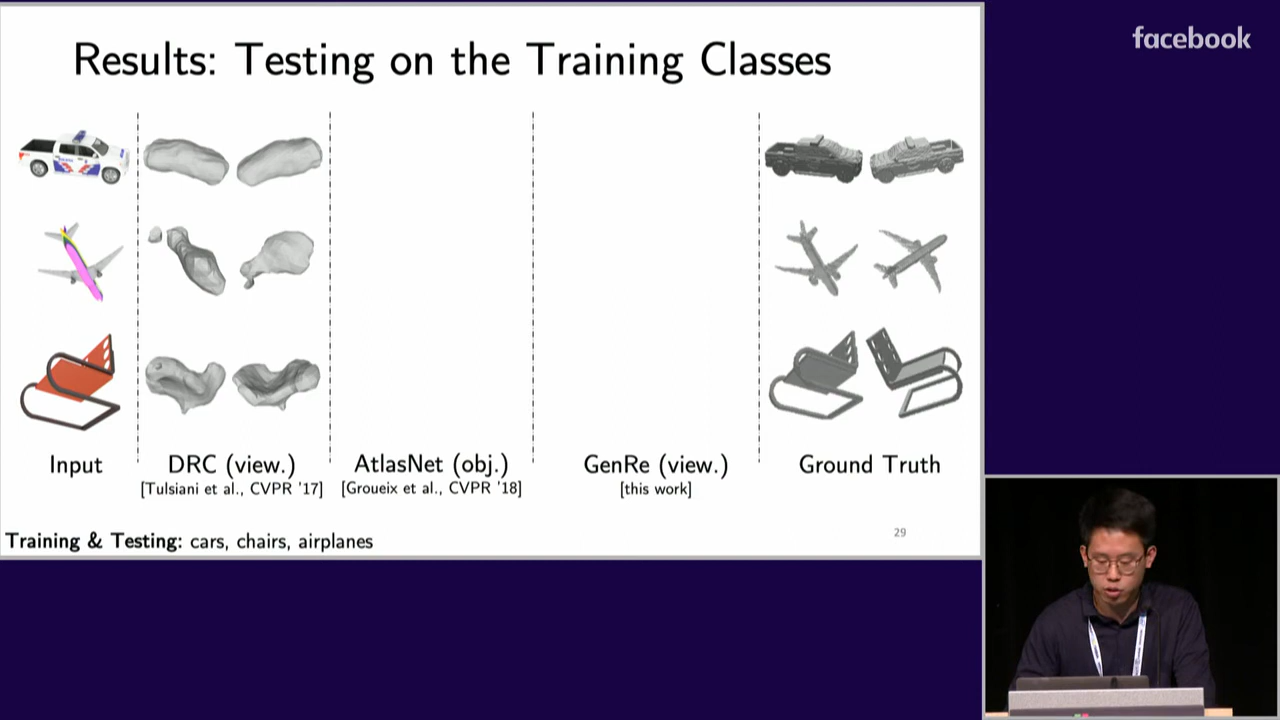 Results: Testing on the Training Classes
facebook
Input
DRC (view.)
[Tulsiani et al., CVPR '17]
AtlasNet (obj.)
[Groueix et al., CVPR '18]
GenRe (view.)
[this work]
Ground Truth
Training & Testing: cars, chairs, airplanes
29